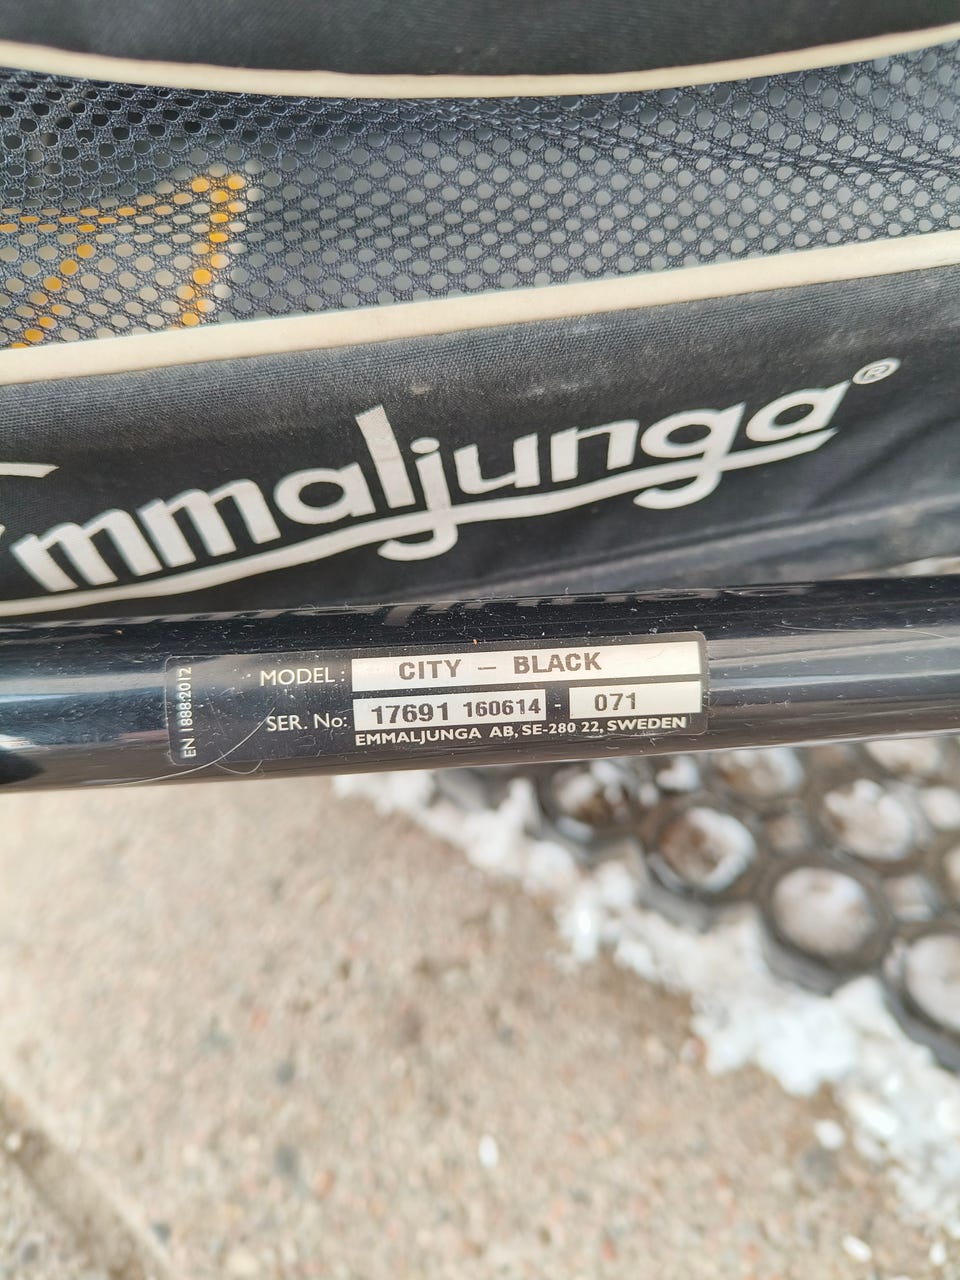 Emmaljunga®
EN 1888:2012
MODEL : CITY – BLACK
SER. No: 17691 160614 - 071
EMMALJUNGA AB, SE-280 22, SWEDEN